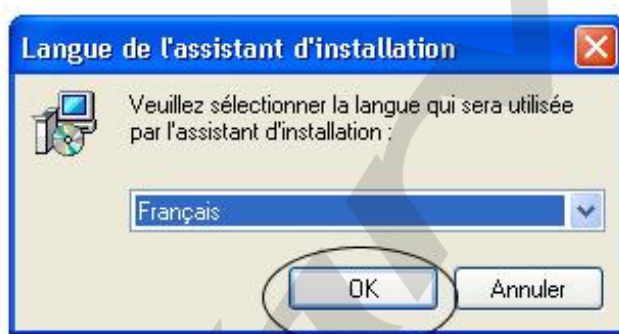 Langue de l'assistant d'installation
Veuillez sélectionner la langue qui sera utilisée
par l'assistant d'installation :
Français
OK
Annuler